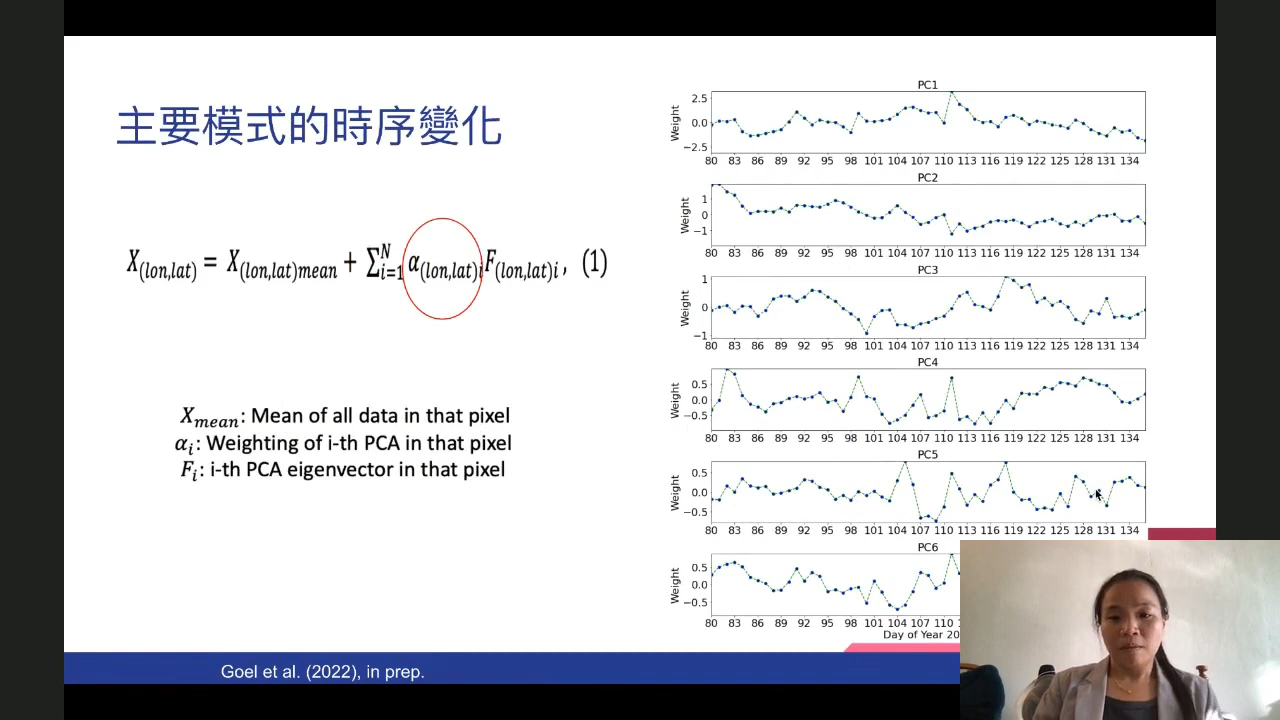 主要模式的時序變化
X(lon,lat) = X(lon,lat)mean + ∑ᴺᵢ₌₁ α(lon,lat)i F(lon,lat)i, (1)
Xmean: Mean of all data in that pixel
αi: Weighting of i-th PCA in that pixel
Fi: i-th PCA eigenvector in that pixel
PC1
Weight
2.5
0.0
−2.5
80 83 86 89 92 95 98 101 104 107 110 113 116 119 122 125 128 131 134
PC2
Weight
1
0
−1
80 83 86 89 92 95 98 101 104 107 110 113 116 119 122 125 128 131 134
PC3
Weight
1
0
−1
80 83 86 89 92 95 98 101 104 107 110 113 116 119 122 125 128 131 134
PC4
Weight
0.5
0.0
−0.5
80 83 86 89 92 95 98 101 104 107 110 113 116 119 122 125 128 131 134
PC5
Weight
0.5
0.0
−0.5
80 83 86 89 92 95 98 101 104 107 110 113 116 119 122 125 128 131 134
PC6
Weight
0.5
0.0
−0.5
80 83 86 89 92 95 98 101 104 107 110
Day of Year 20
Goel et al. (2022), in prep.